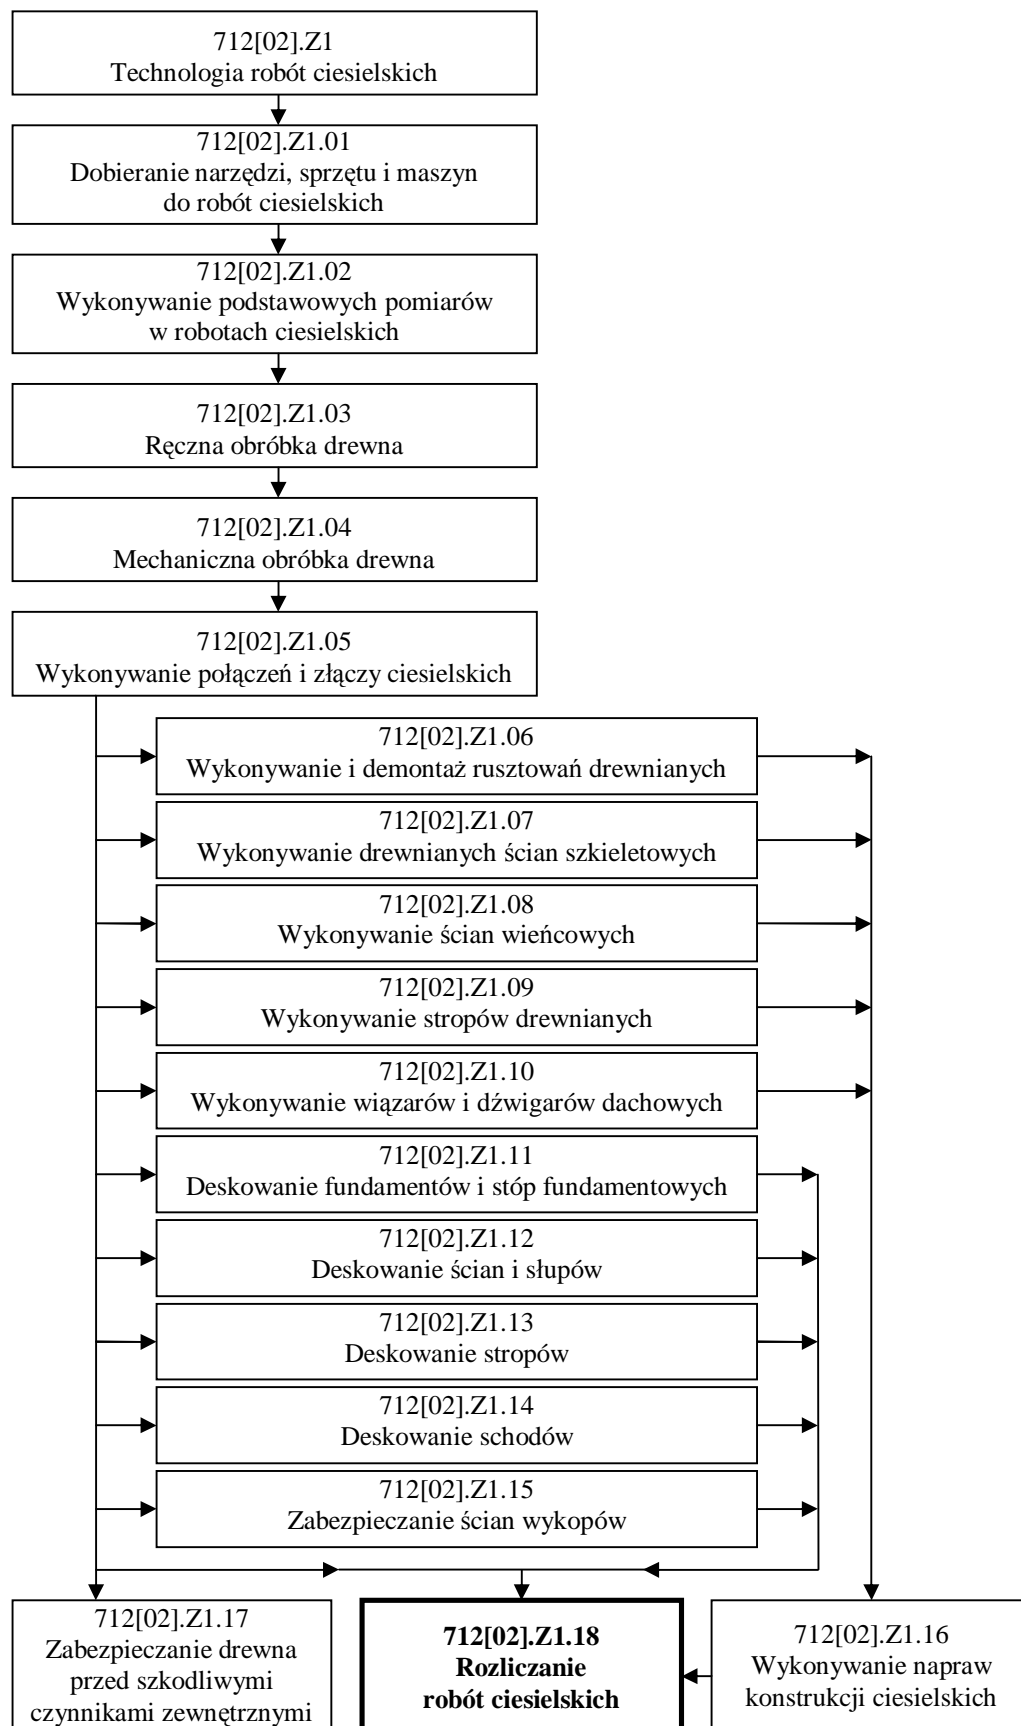 712[02].Z1
Technologia robót ciesielskich
712[02].Z1.01
Dobieranie narzędzi, sprzętu i maszyn
do robót ciesielskich
712[02].Z1.02
Wykonywanie podstawowych pomiarów
w robotach ciesielskich
712[02].Z1.03
Ręczna obróbka drewna
712[02].Z1.04
Mechaniczna obróbka drewna
712[02].Z1.05
Wykonywanie połączeń i złączy ciesielskich
712[02].Z1.06
Wykonywanie i demontaż rusztowań drewnianych
712[02].Z1.07
Wykonywanie drewnianych ścian szkieletowych
712[02].Z1.08
Wykonywanie ścian wieńcowych
712[02].Z1.09
Wykonywanie stropów drewnianych
712[02].Z1.10
Wykonywanie wiązarów i dźwigarów dachowych
712[02].Z1.11
Deskowanie fundamentów i stóp fundamentowych
712[02].Z1.12
Deskowanie ścian i słupów
712[02].Z1.13
Deskowanie stropów
712[02].Z1.14
Deskowanie schodów
712[02].Z1.15
Zabezpieczanie ścian wykopów
712[02].Z1.17
Zabezpieczanie drewna
przed szkodliwymi
czynnikami zewnętrznymi
712[02].Z1.18
Rozliczanie
robót ciesielskich
712[02].Z1.16
Wykonywanie napraw
konstrukcji ciesielskich